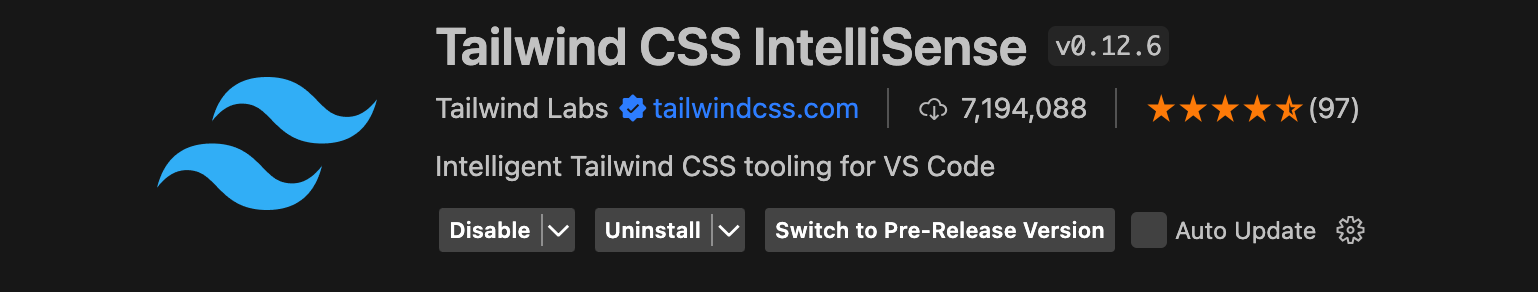 Tailwind CSS IntelliSense v0.12.6
Tailwind Labs tailwindcss.com 7,194,088 (97)
Intelligent Tailwind CSS tooling for VS Code
Disable Uninstall Switch to Pre-Release Version Auto Update